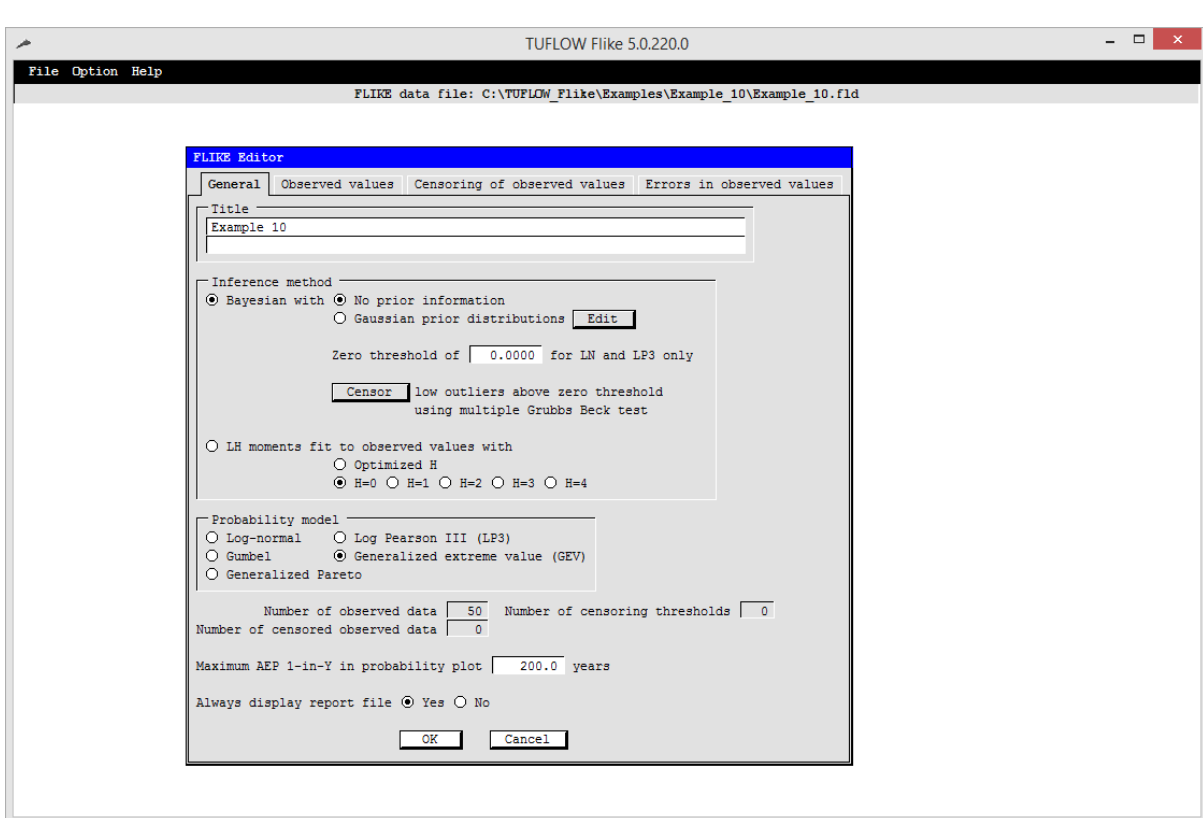 TUFLOW Flike 5.0.220.0
File Option Help
FLIKE data file: C:\TUFLOW_Flike\Examples\Example_10\Example_10.fld
FLIKE Editor
General Observed values Censoring of observed values Errors in observed values
Title
Example 10
Inference method
Bayesian with No prior information
Gaussian prior distributions Edit
Zero threshold of 0.0000 for LN and LP3 only
Censor low outliers above zero threshold
using multiple Grubbs Beck test
LH moments fit to observed values with
Optimized H
H=0 H=1 H=2 H=3 H=4
Probability model
Log-normal Log Pearson III (LP3)
Gumbel Generalized extreme value (GEV)
Generalized Pareto
Number of observed data 50 Number of censoring thresholds 0
Number of censored observed data 0
Maximum AEP 1-in-Y in probability plot 200.0 years
Always display report file Yes No
OK Cancel